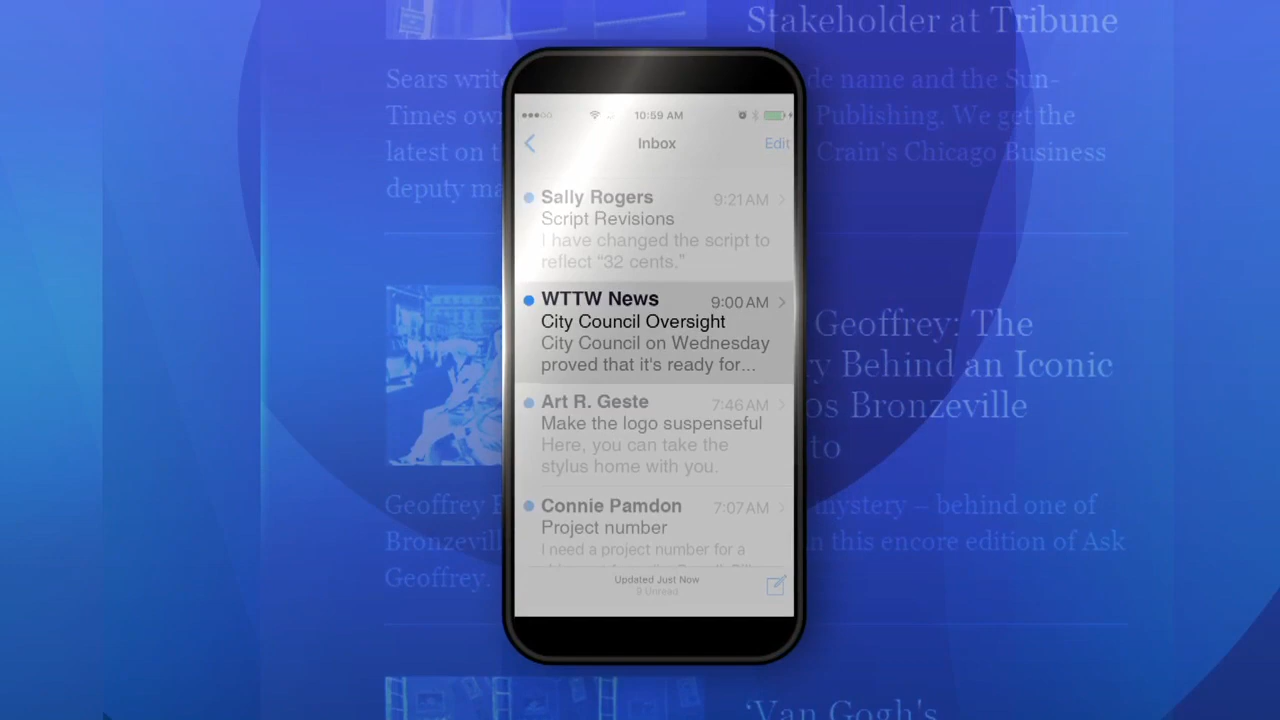 Stakeholder at Tribune
Sears
de name and the Sun-
Times
Publishing. We get the
latest on
Crain's Chicago Business
deputy
10:59 AM
Inbox
Edit
Sally Rogers
9:21 AM
Script Revisions
I have changed the script to
reflect “32 cents.”
WTTW News
9:00 AM
City Council Oversight
City Council on Wednesday
proved that it's ready for...
Art R. Geste
7:46 AM
Make the logo suspenseful
Here, you can take the
stylus home with you.
Connie Pamdon
7:07 AM
Project number
I need a project number for a
Updated Just Now
9 Unread
Geoffrey: The
Behind an Iconic
Bronzeville
to
Geoffrey
mystery – behind one of
this encore edition of Ask
Geoffrey.
‘Van Gogh's